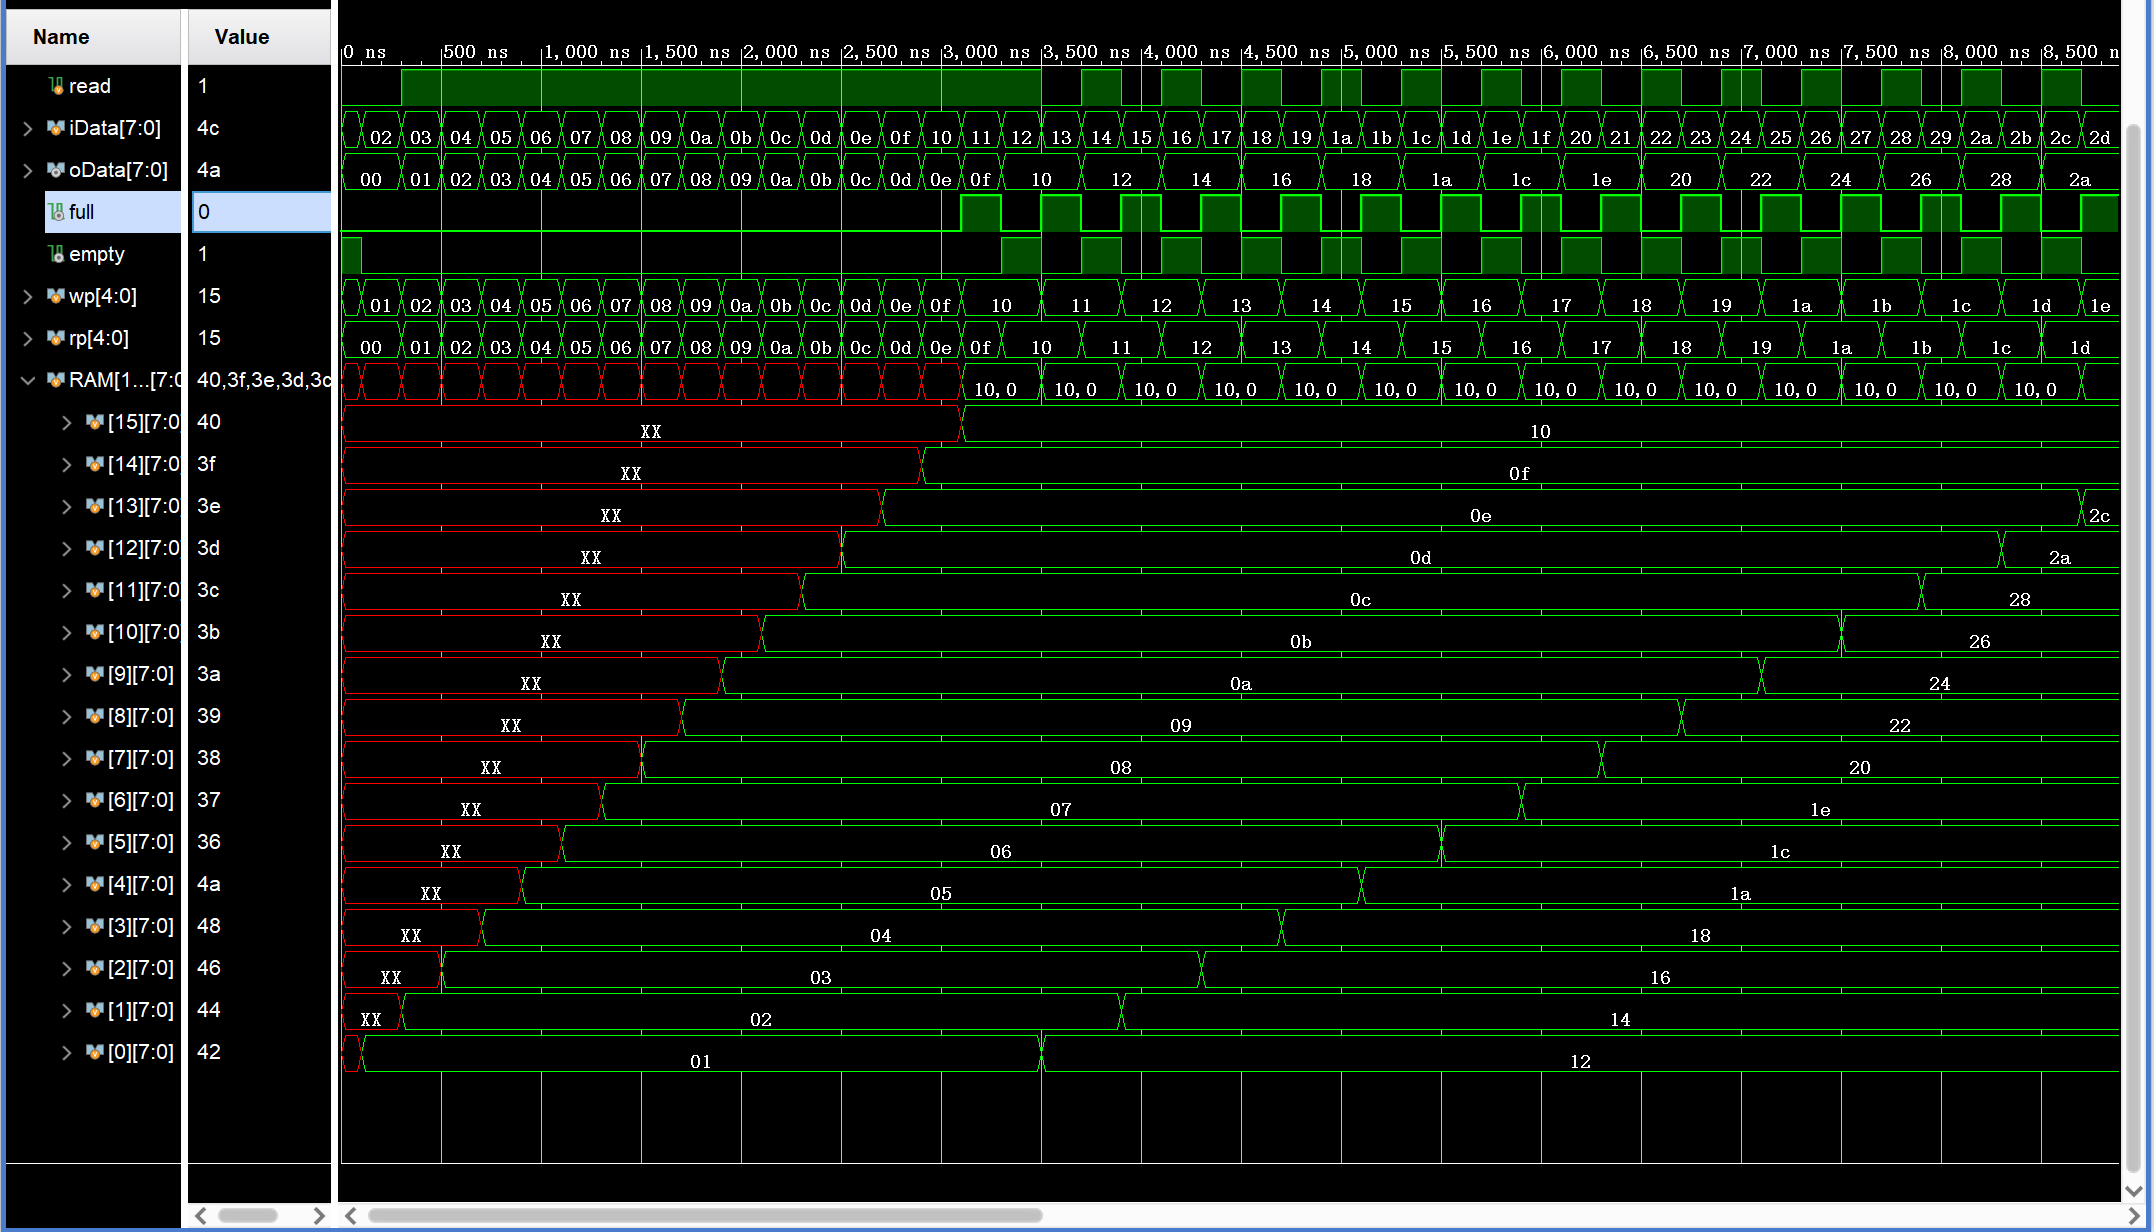 Name Value
0 ns 500 ns 1,000 ns 1,500 ns 2,000 ns 2,500 ns 3,000 ns 3,500 ns 4,000 ns 4,500 ns 5,000 ns 5,500 ns 6,000 ns 6,500 ns 7,000 ns 7,500 ns 8,000 ns 8,500 n
read 1
iData[7:0] 4c 02 03 04 05 06 07 08 09 0a 0b 0c 0d 0e 0f 10 11 12 13 14 15 16 17 18 19 1a 1b 1c 1d 1e 1f 20 21 22 23 24 25 26 27 28 29 2a 2b 2c 2d
oData[7:0] 4a 00 01 02 03 04 05 06 07 08 09 0a 0b 0c 0d 0e 0f 10 12 14 16 18 1a 1c 1e 20 22 24 26 28 2a
full 0
empty 1
wp[4:0] 15 01 02 03 04 05 06 07 08 09 0a 0b 0c 0d 0e 0f 10 11 12 13 14 15 16 17 18 19 1a 1b 1c 1d 1e
rp[4:0] 15 00 01 02 03 04 05 06 07 08 09 0a 0b 0c 0d 0e 0f 10 11 12 13 14 15 16 17 18 19 1a 1b 1c 1d
RAM[1...[7:0 40,3f,3e,3d,3c 10,0 10,0 10,0 10,0 10,0 10,0 10,0 10,0 10,0 10,0 10,0 10,0 10,0 10,0
[15][7:0 40 XX 10
[14][7:0 3f XX 0f
[13][7:0 3e XX 0e 2c
[12][7:0 3d XX 0d 2a
[11][7:0 3c XX 0c 28
[10][7:0 3b XX 0b 26
[9][7:0] 3a XX 0a 24
[8][7:0] 39 XX 09 22
[7][7:0] 38 XX 08 20
[6][7:0] 37 XX 07 1e
[5][7:0] 36 XX 06 1c
[4][7:0] 4a XX 05 1a
[3][7:0] 48 XX 04 18
[2][7:0] 46 XX 03 16
[1][7:0] 44 XX 02 14
[0][7:0] 42 01 12